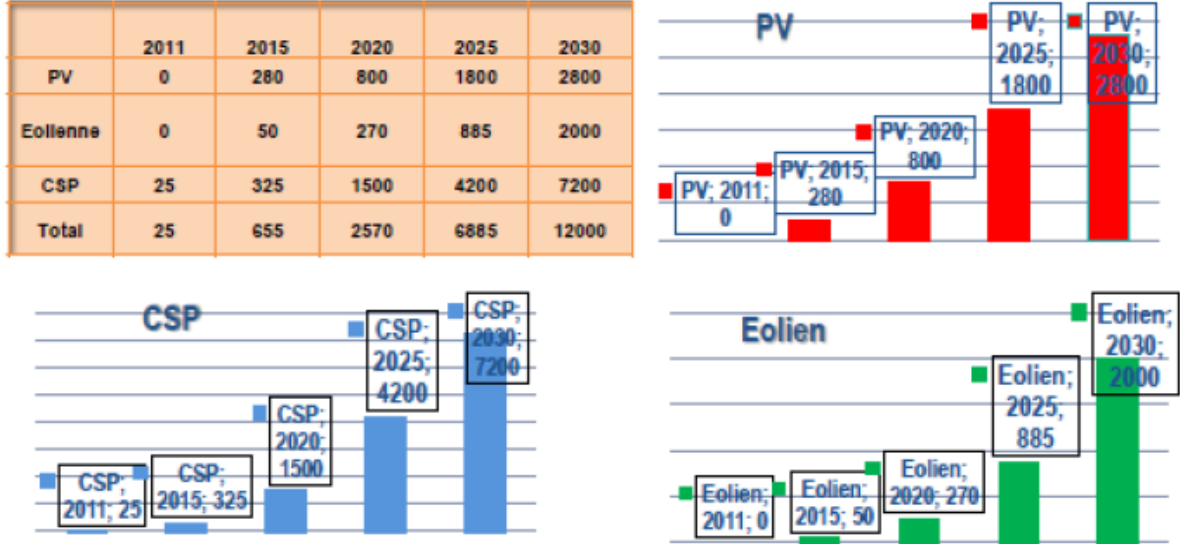 2011 2015 2020 2025 2030
PV 0 280 800 1800 2800
Eolienne 0 50 270 885 2000
CSP 25 325 1500 4200 7200
Total 25 655 2570 6885 12000
PV
PV; 2011;
0
PV; 2015;
280
PV; 2020;
800
PV;
2025;
1800
PV;
2030;
2800
CSP
CSP;
2011; 25
CSP;
2015; 325
CSP;
2020;
1500
CSP;
2025;
4200
CSP;
2030;
7200
Eolien
Eolien;
2011; 0
Eolien;
2015; 50
Eolien;
2020; 270
Eolien;
2025;
885
Eolien;
2030;
2000